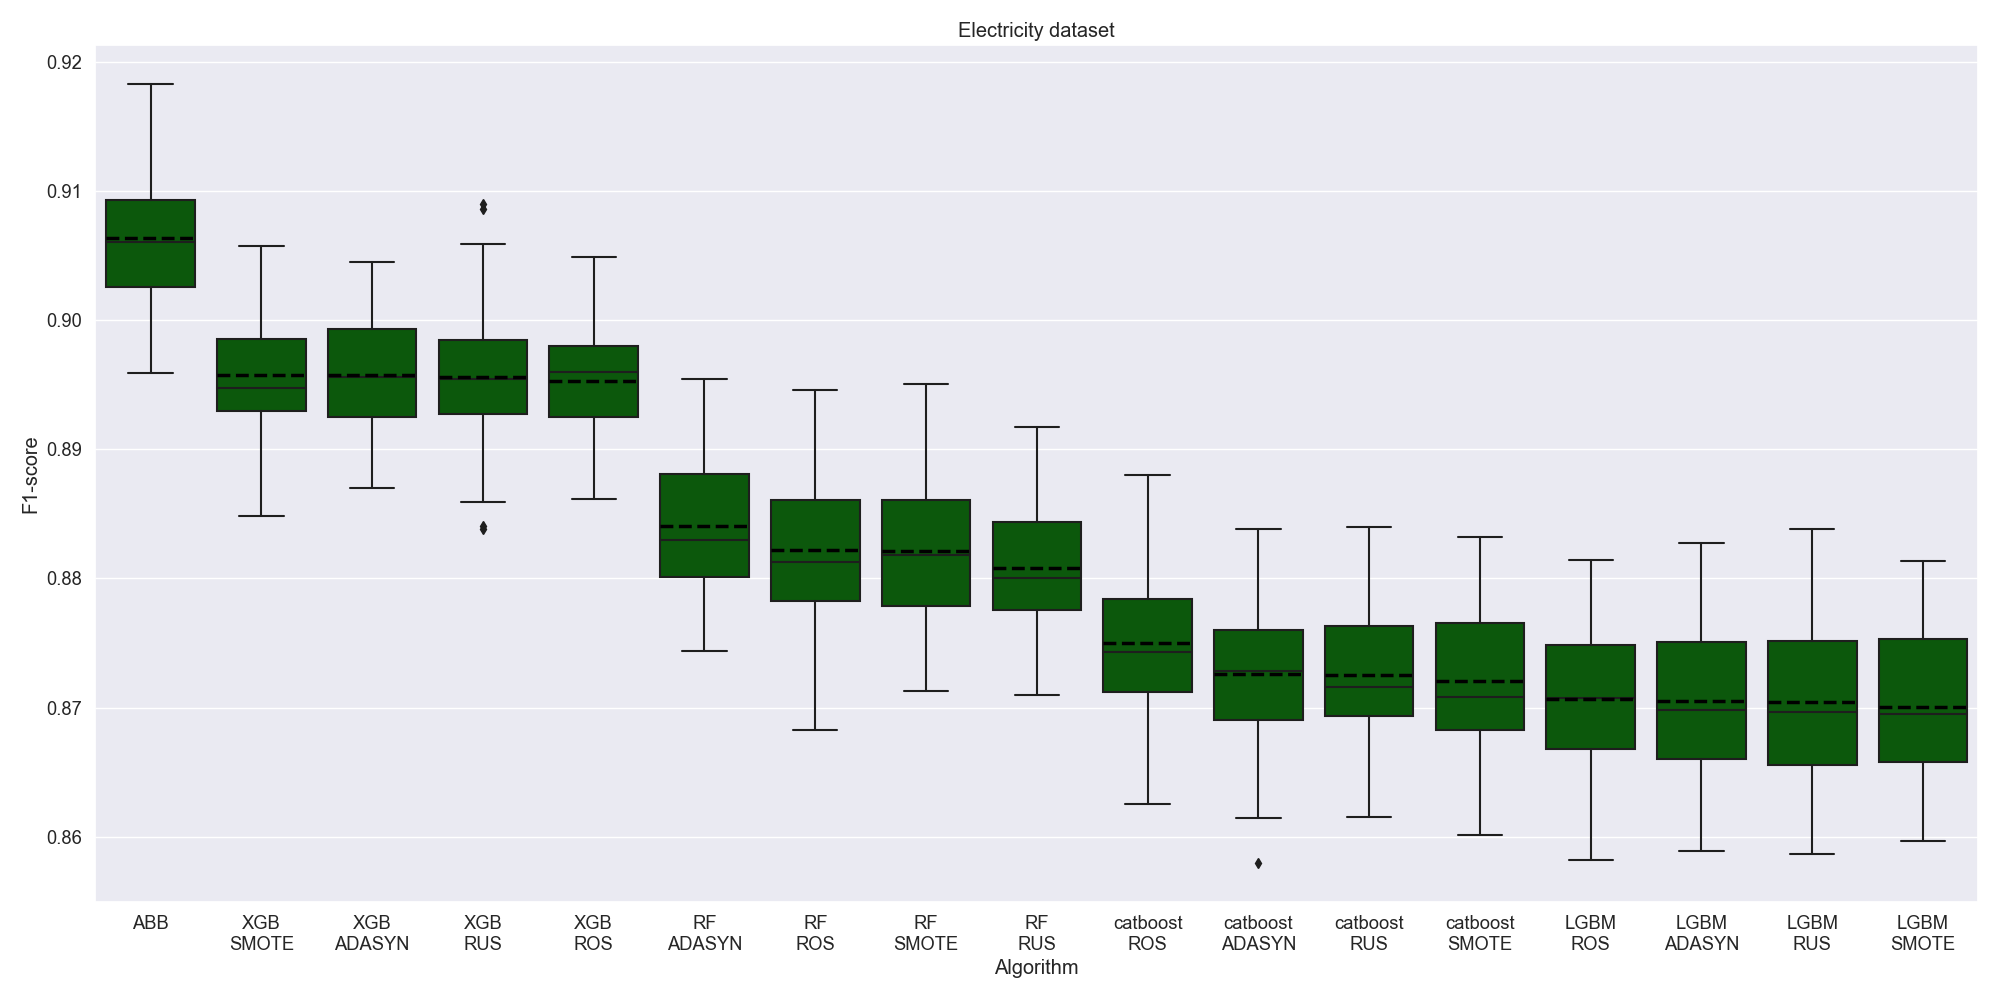 Electricity dataset
0.92
0.91
0.90
0.89
0.88
0.87
0.86
F1-score
ABB
XGB
SMOTE
XGB
ADASYN
XGB
RUS
XGB
ROS
RF
ADASYN
RF
ROS
RF
SMOTE
RF
RUS
catboost
ROS
catboost
ADASYN
catboost
RUS
catboost
SMOTE
LGBM
ROS
LGBM
ADASYN
LGBM
RUS
LGBM
SMOTE
Algorithm